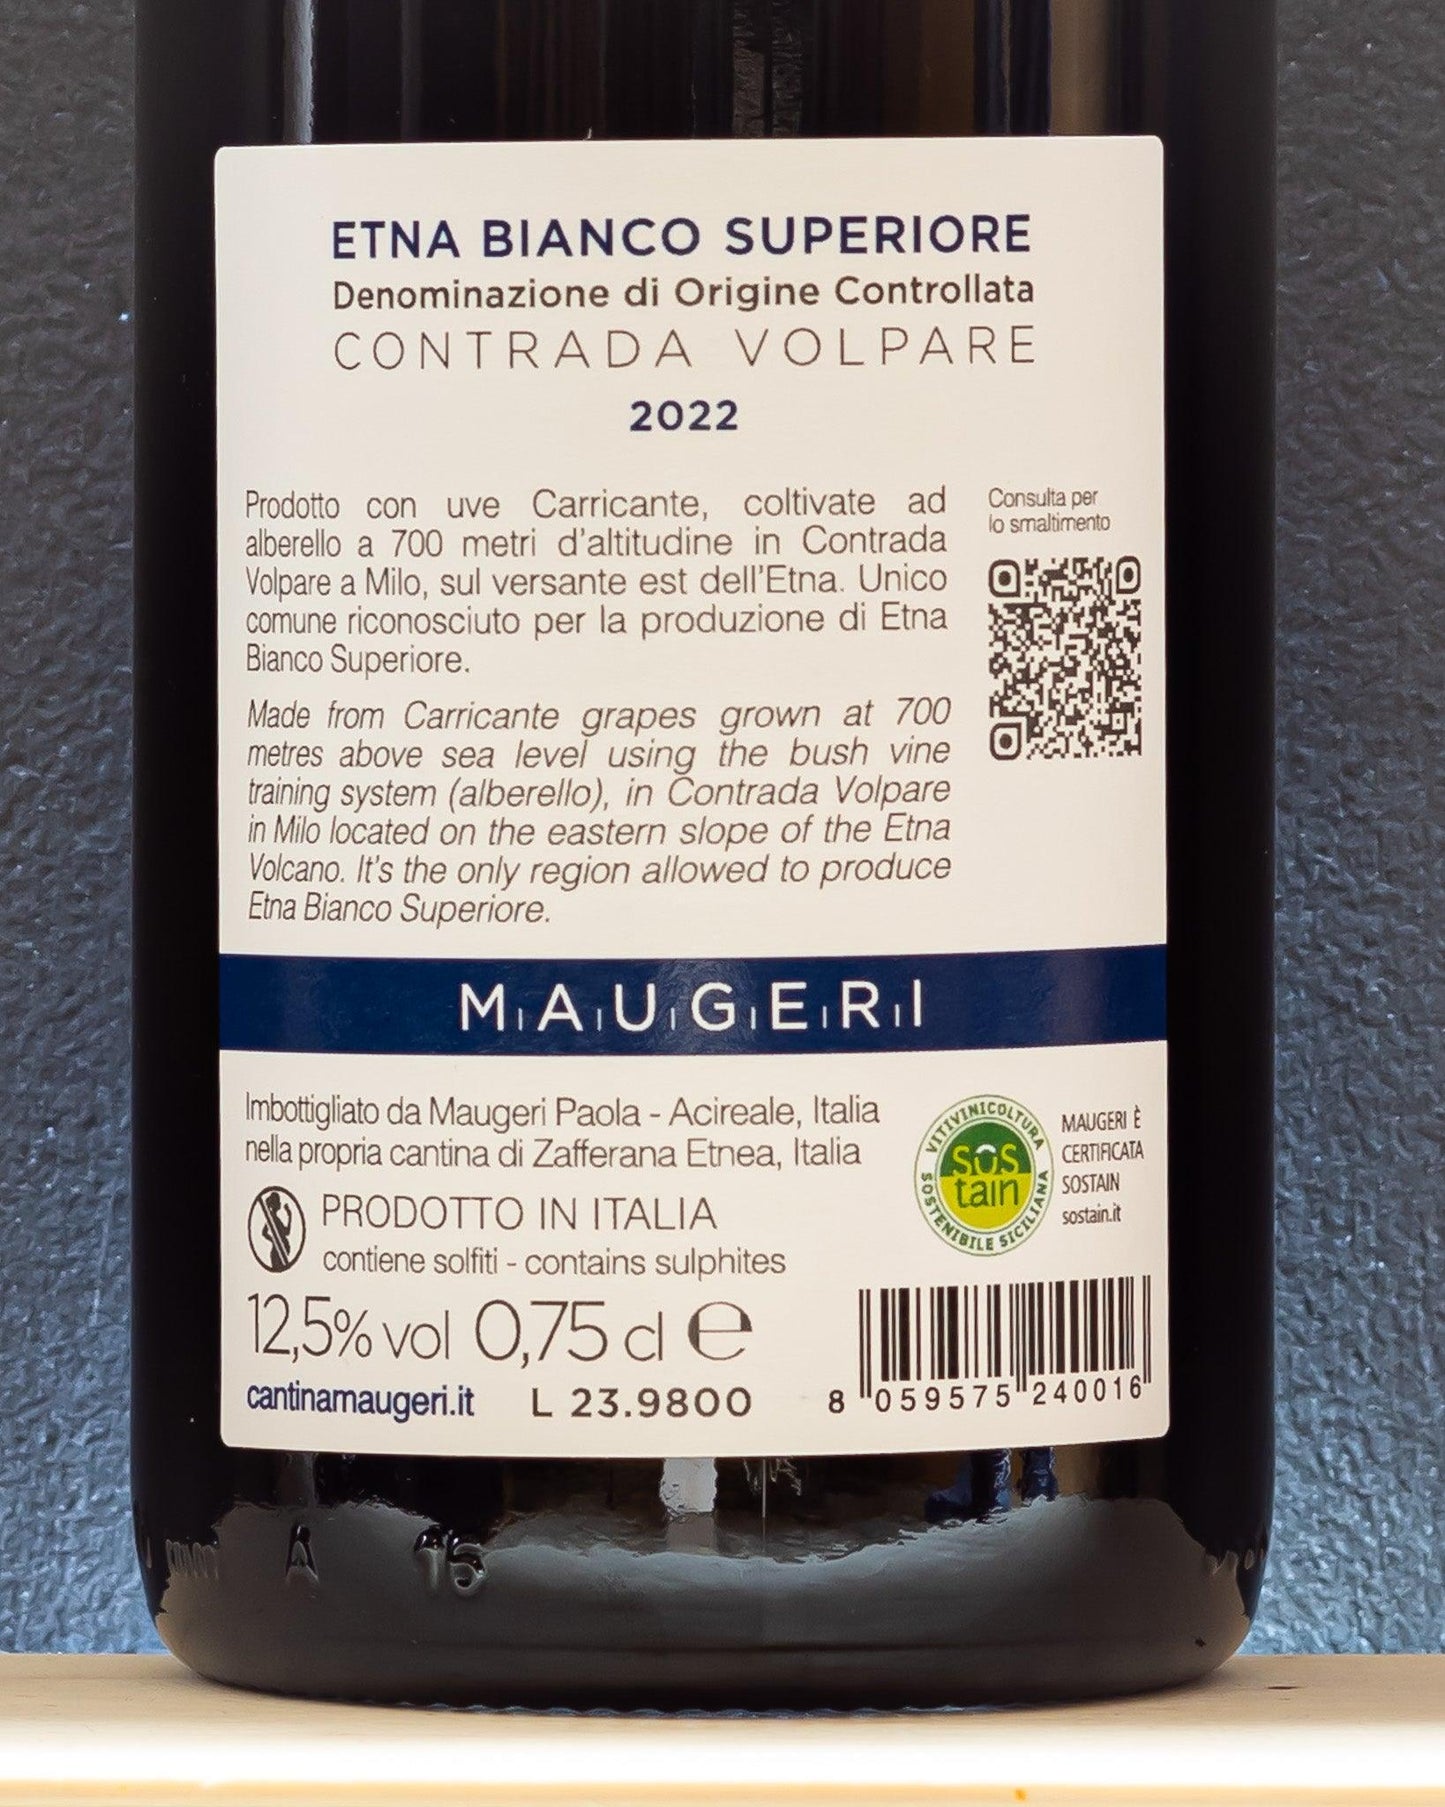 ETNA BIANCO SUPERIORE
Denominazione di Origine Controllata
CONTRADA VOLPARE
2022
Prodotto con uve Carricante, coltivate ad
alberello a 700 metri d'altitudine in Contrada
Volpare a Milo, sul versante est dell'Etna. Unico
comune riconosciuto per la produzione di Etna
Bianco Superiore.
Consulta per
lo smaltimento
Made from Carricante grapes grown at 700
metres above sea level using the bush vine
training system (alberello), in Contrada Volpare
in Milo located on the eastern slope of the Etna
Volcano. It's the only region allowed to produce
Etna Bianco Superiore.
MAUGERI
Imbottigliato da Maugeri Paola - Acireale, Italia
nella propria cantina di Zafferana Etnea, Italia
PRODOTTO IN ITALIA
contiene solfiti - contains sulphites
12,5% vol 0,75 cl e
cantinamaugeri.it L 23.9800
VITIVINICOLTURA
SOStain
SOSTENIBILE SICILIANA
MAUGERI È
CERTIFICATA
SOSTAIN
sostain.it
8 059575 240016
A 15